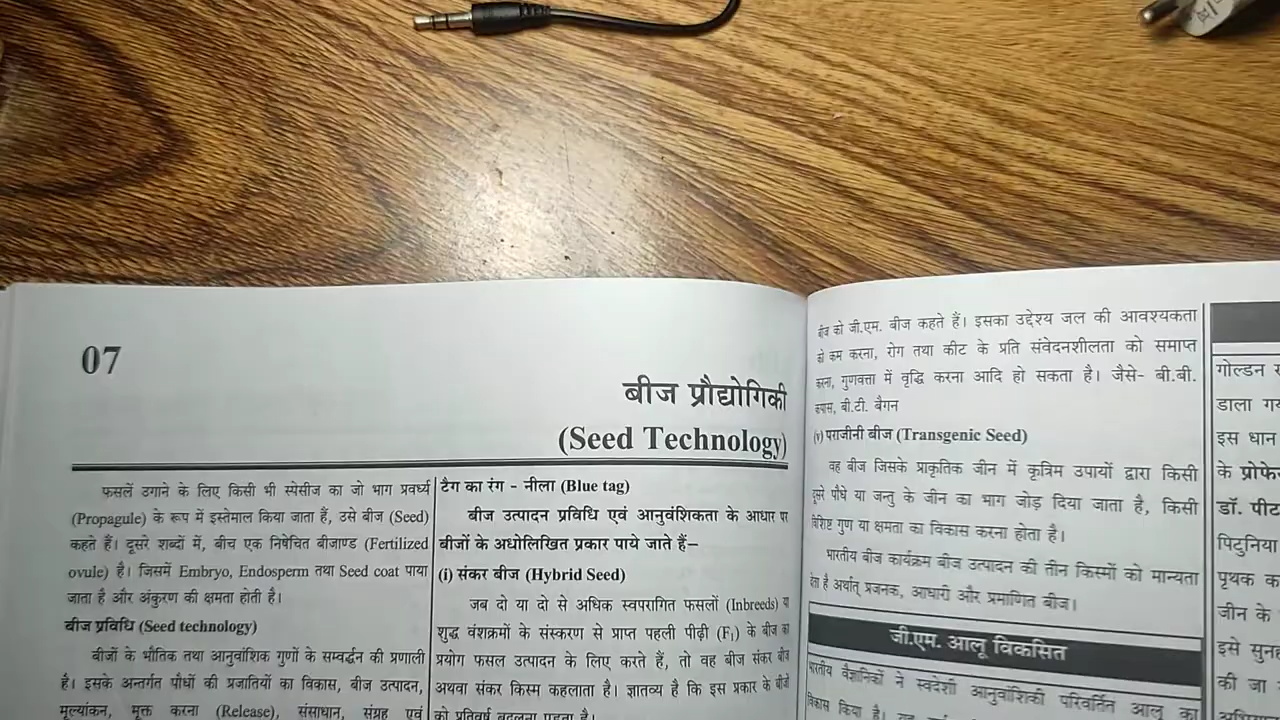 07
बीज प्रौद्योगिकी
(Seed Technology)
फसलें उगाने के लिए किसी भी स्पेसीज का जो भाग प्रवर्ध्य
(Propagule) के रूप में इस्तेमाल किया जाता हैं, उसे बीज (Seed)
कहते हैं। दूसरे शब्दों में, बीच एक निषेचित बीजाण्ड (Fertilized
ovule) है। जिसमें Embryo, Endosperm तथा Seed coat पाया
जाता है और अंकुरण की क्षमता होती है।
बीज प्रविधि (Seed technology)
बीजों के भौतिक तथा आनुवांशिक गुणों के सम्वर्द्धन की प्रणाली
है। इसके अन्तर्गत पौधों की प्रजातियों का विकास, बीज उत्पादन,
मूल्यांकन, मुक्त करना (Release), संसाधान, संग्रह एवं
टैग का रंग - नीला (Blue tag)
बीज उत्पादन प्रविधि एवं आनुवंशिकता के आधार पर
बीजों के अधोलिखित प्रकार पाये जाते हैं–
(i) संकर बीज (Hybrid Seed)
जब दो या दो से अधिक स्वपरागित फसलों (Inbreeds) या
शुद्ध वंशक्रमों के संस्करण से प्राप्त पहली पीढ़ी (F₁) के बीज का
प्रयोग फसल उत्पादन के लिए करते हैं, तो वह बीज संकर बीज
अथवा संकर किस्म कहलाता है। ज्ञातव्य है कि इस प्रकार के बीजों
को प्रतिवर्ष बदलना पड़ता है।
बीज को जी.एम. बीज कहते हैं। इसका उद्देश्य जल की आवश्यकता
को कम करना, रोग तथा कीट के प्रति संवेदनशीलता को समाप्त
करना, गुणवत्ता में वृद्धि करना आदि हो सकता है। जैसे- बी.बी.
कपास, बी.टी. बैगन
(v) पराजीनी बीज (Transgenic Seed)
वह बीज जिसके प्राकृतिक जीन में कृत्रिम उपायों द्वारा किसी
दूसरे पौधे या जन्तु के जीन का भाग जोड़ दिया जाता है, किसी
विशिष्ट गुण या क्षमता का विकास करना होता है।
भारतीय बीज कार्यक्रम बीज उत्पादन की तीन किस्मों को मान्यता
देता है अर्थात् प्रजनक, आधारी और प्रमाणित बीज।
जी.एम. आलू विकसित
भारतीय वैज्ञानिकों ने स्वदेशी आनुवांशिकी परिवर्तित आलू का
विकास किया है।
गोल्डन
डाला
इस धान
के प्रोफे
डॉ. पीट
पिटुनिया
पृथक
जीन के
इसे
की जा